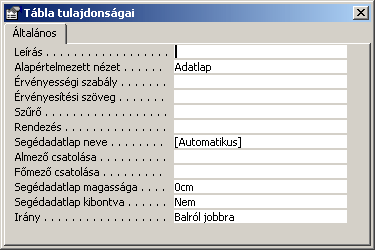 Tábla tulajdonságai
Általános
Leírás . . . . . . . . . . . . . . . . . .
Alapértelmezett nézet . . . . . . . Adatlap
Érvényességi szabály . . . . . . . .
Érvényesítési szöveg . . . . . . . .
Szűrő . . . . . . . . . . . . . . . . . .
Rendezés . . . . . . . . . . . . . . .
Segédadatlap neve . . . . . . . . [Automatikus]
Almező csatolása . . . . . . . . . .
Főmező csatolása . . . . . . . . . .
Segédadatlap magassága . . . . 0cm
Segédadatlap kibontva . . . . . . Nem
Irány . . . . . . . . . . . . . . . . . . Balról jobbra